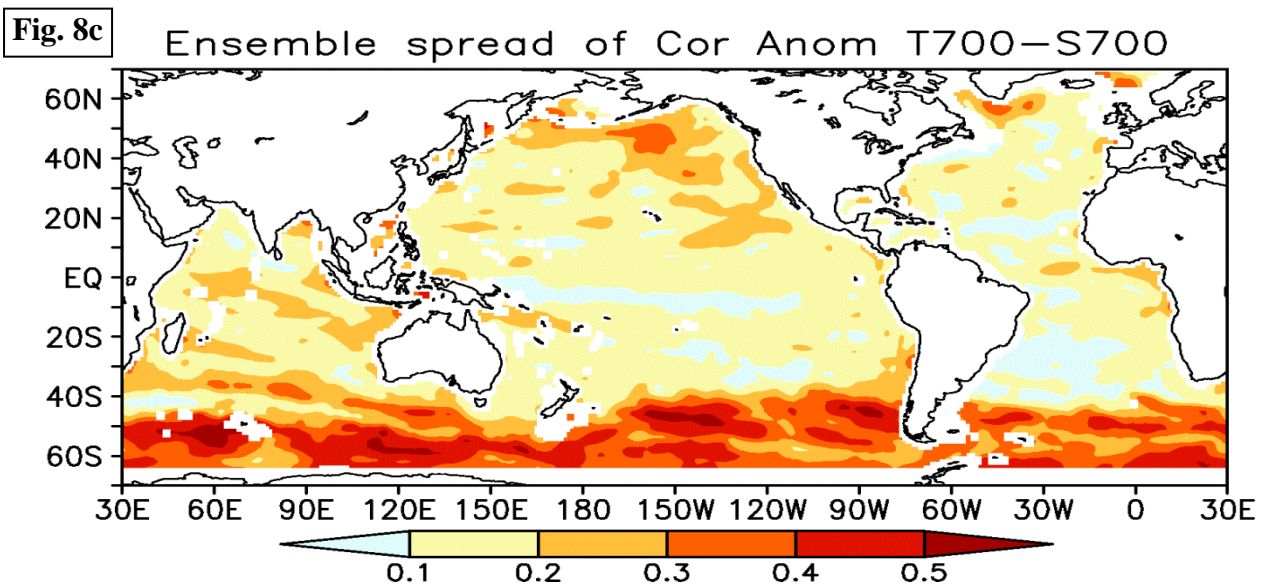 Fig. 8c
Ensemble spread of Cor Anom T700−S700
60N
40N
20N
EQ
20S
40S
60S
30E 60E 90E 120E 150E 180 150W 120W 90W 60W 30W 0 30E
0.1 0.2 0.3 0.4 0.5